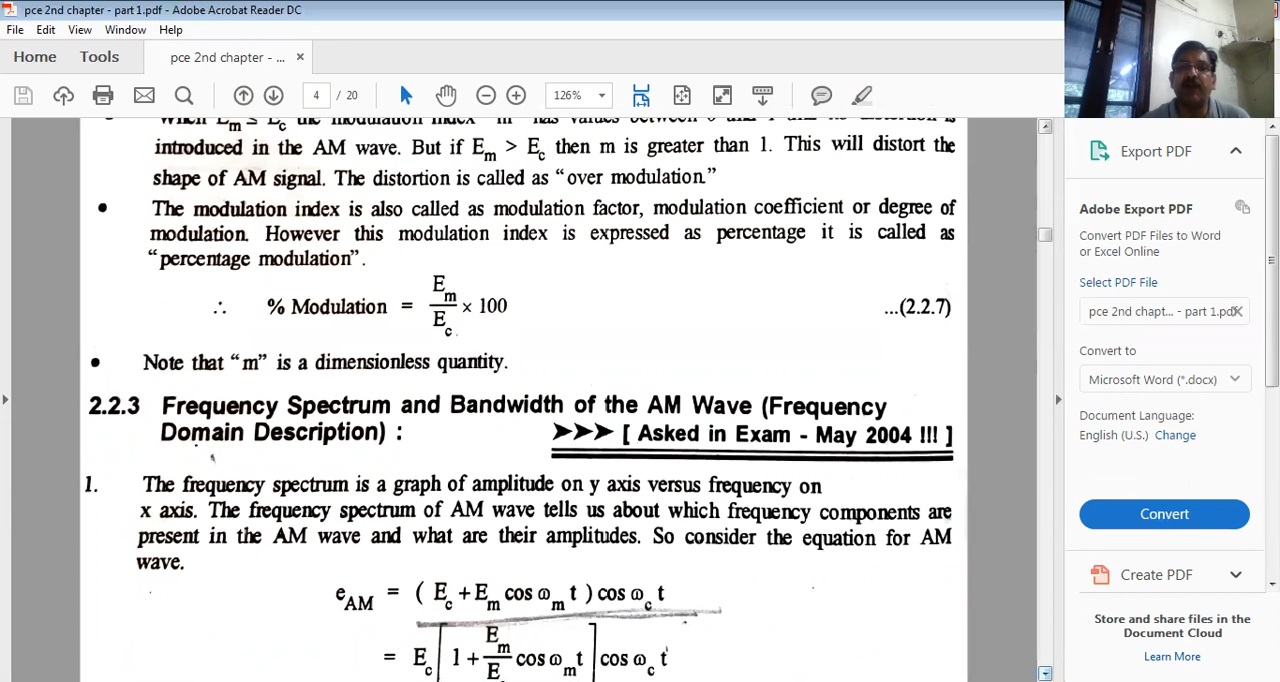 pce 2nd chapter - part 1.pdf - Adobe Acrobat Reader DC
File Edit View Window Help
Home Tools pce 2nd chapter - ... ×
4 / 20 126%
When Em ≤ Ec the modulation index "m" has values between 0 and 1 and no distortion is
introduced in the AM wave. But if Em > Ec then m is greater than 1. This will distort the
shape of AM signal. The distortion is called as "over modulation."
• The modulation index is also called as modulation factor, modulation coefficient or degree of
modulation. However this modulation index is expressed as percentage it is called as
"percentage modulation".
∴ % Modulation = Em/Ec × 100 ...(2.2.7)
• Note that "m" is a dimensionless quantity.
2.2.3 Frequency Spectrum and Bandwidth of the AM Wave (Frequency
Domain Description) : ➤➤➤ [ Asked in Exam - May 2004 !!! ]
1. The frequency spectrum is a graph of amplitude on y axis versus frequency on
x axis. The frequency spectrum of AM wave tells us about which frequency components are
present in the AM wave and what are their amplitudes. So consider the equation for AM
wave.
eAM = ( Ec + Em cos ωm t ) cos ωc t
= Ec [ 1 + Em/Ec cos ωm t ] cos ωc t
Export PDF
Adobe Export PDF
Convert PDF Files to Word
or Excel Online
Select PDF File
pce 2nd chapt... - part 1.pdf ×
Convert to
Microsoft Word (*.docx)
Document Language:
English (U.S.) Change
Convert
Create PDF
Store and share files in the
Document Cloud
Learn More